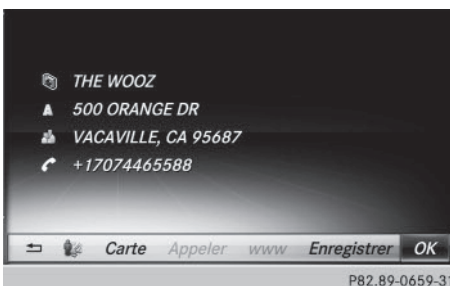 THE WOOZ
500 ORANGE DR
VACAVILLE, CA 95687
+17074465588
Carte Appeler www Enregistrer OK
P82.89-0659-31